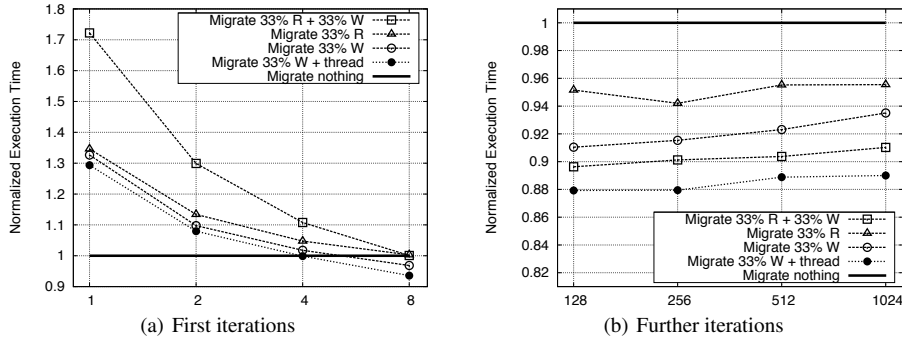 1.8
1.7
1.6
1.5
1.4
1.3
1.2
1.1
1
0.9
Normalized Execution Time
Migrate 33% R + 33% W
Migrate 33% R
Migrate 33% W
Migrate 33% W + thread
Migrate nothing
1 2 4 8
(a) First iterations
1
0.98
0.96
0.94
0.92
0.9
0.88
0.86
0.84
0.82
Normalized Execution Time
Migrate 33% R + 33% W
Migrate 33% R
Migrate 33% W
Migrate 33% W + thread
Migrate nothing
128 256 512 1024
(b) Further iterations